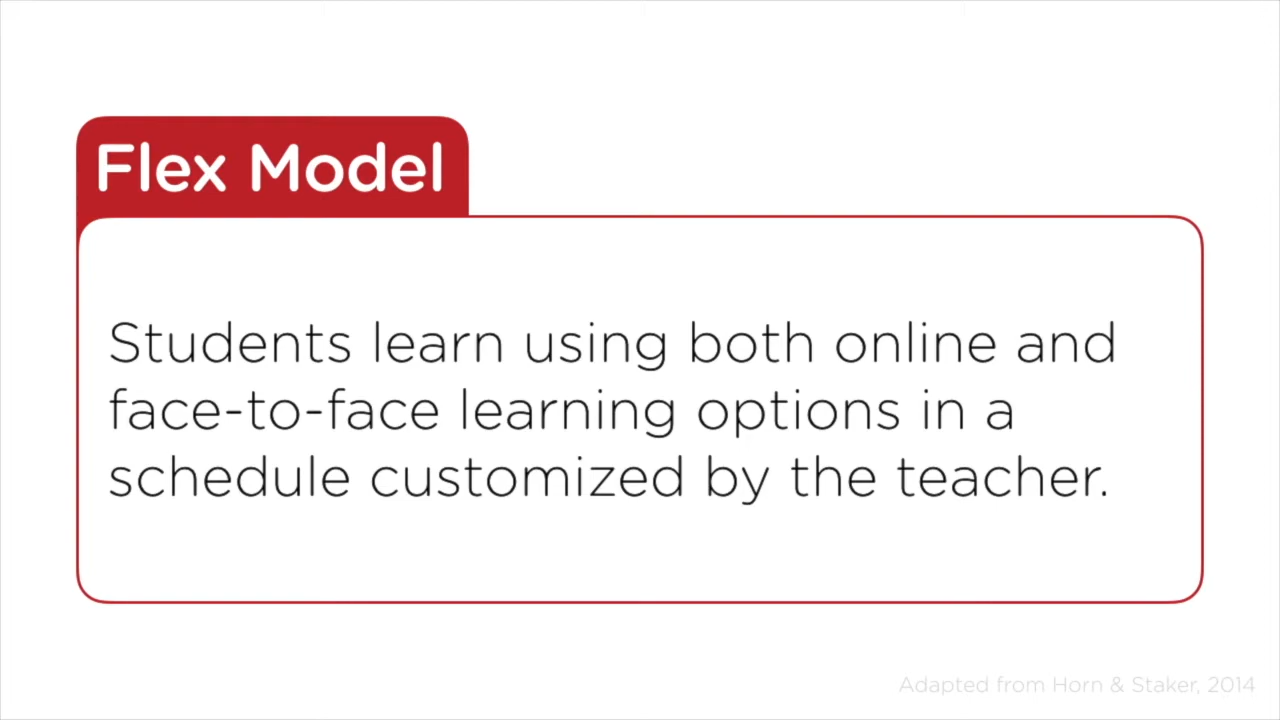 Flex Model
Students learn using both online and
face-to-face learning options in a
schedule customized by the teacher.
Adapted from Horn & Staker, 2014